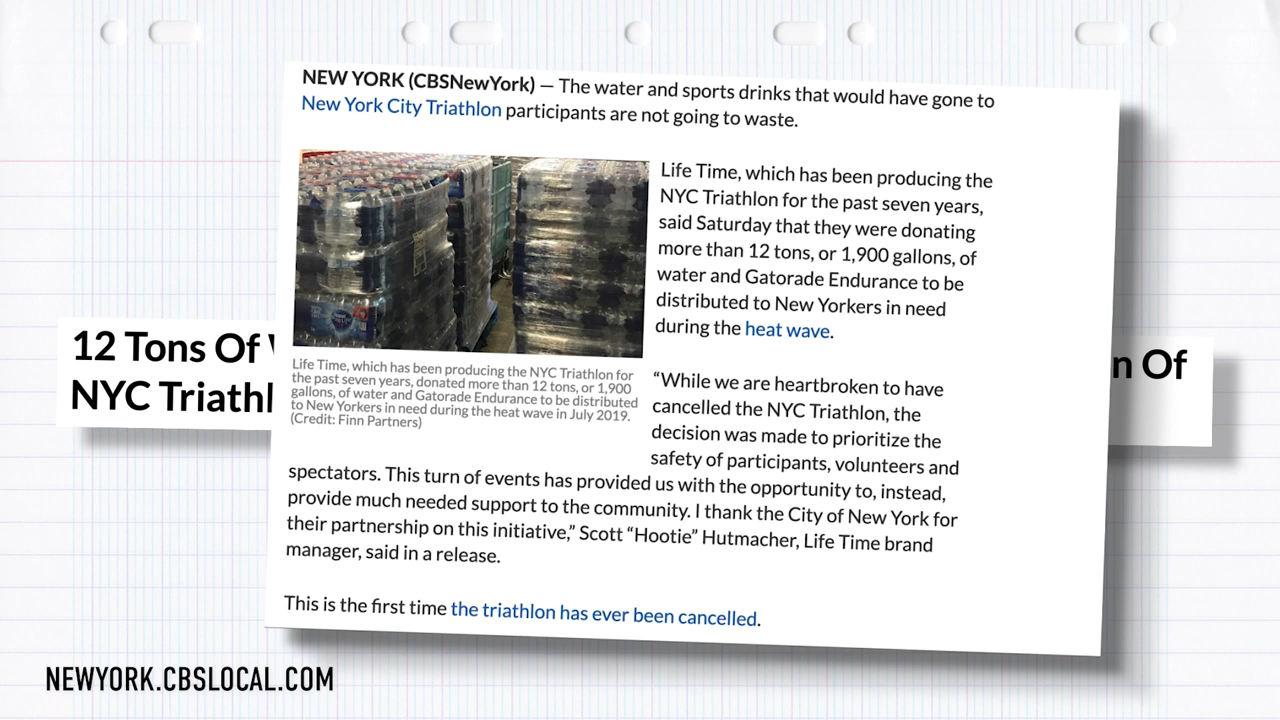 NEW YORK (CBSNewYork) — The water and sports drinks that would have gone to
New York City Triathlon participants are not going to waste.
Life Time, which has been producing the
NYC Triathlon for the past seven years,
said Saturday that they were donating
more than 12 tons, or 1,900 gallons, of
water and Gatorade Endurance to be
distributed to New Yorkers in need
during the heat wave.
Life Time, which has been producing the NYC Triathlon for
the past seven years, donated more than 12 tons, or 1,900
gallons, of water and Gatorade Endurance to be distributed
to New Yorkers in need during the heat wave in July 2019.
(Credit: Finn Partners)
“While we are heartbroken to have
cancelled the NYC Triathlon, the
decision was made to prioritize the
safety of participants, volunteers and
spectators. This turn of events has provided us with the opportunity to, instead,
provide much needed support to the community. I thank the City of New York for
their partnership on this initiative,” Scott “Hootie” Hutmacher, Life Time brand
manager, said in a release.
This is the first time the triathlon has ever been cancelled.
12 Tons Of
NYC Triathl
n Of
NEWYORK.CBSLOCAL.COM